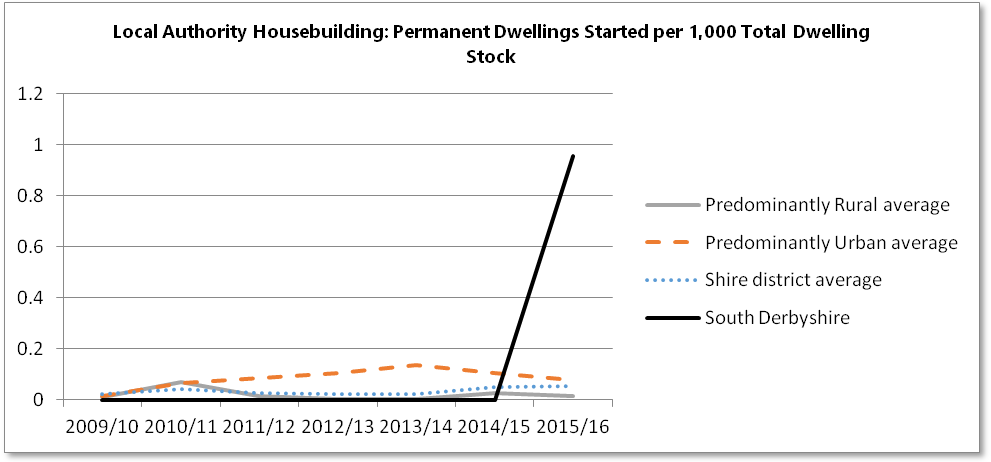 Local Authority Housebuilding: Permanent Dwellings Started per 1,000 Total Dwelling
Stock
1.2
1
0.8
0.6
0.4
0.2
0
2009/10 2010/11 2011/12 2012/13 2013/14 2014/15 2015/16
Predominantly Rural average
Predominantly Urban average
Shire district average
South Derbyshire